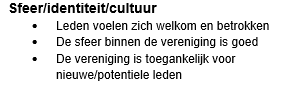 Sfeer/identiteit/cultuur
• Leden voelen zich welkom en betrokken
• De sfeer binnen de vereniging is goed
• De vereniging is toegankelijk voor
nieuwe/potentiele leden